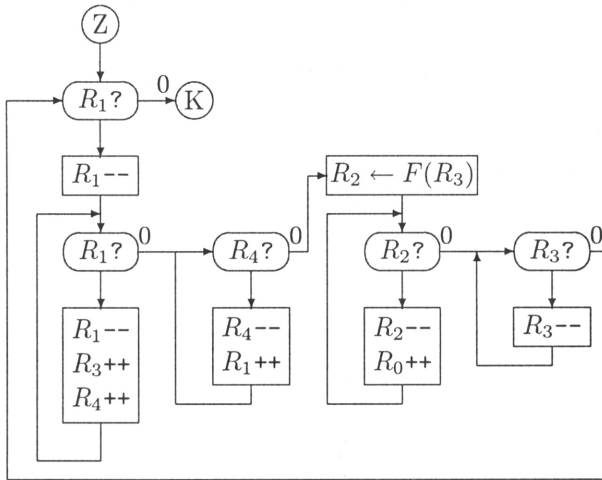 Z
R₁? 0 K
R₁--
R₂ ← F(R₃)
R₁? 0 R₄? 0 R₂? 0 R₃? 0
R₁--
R₃++
R₄++
R₄--
R₁++
R₂--
R₀++
R₃--